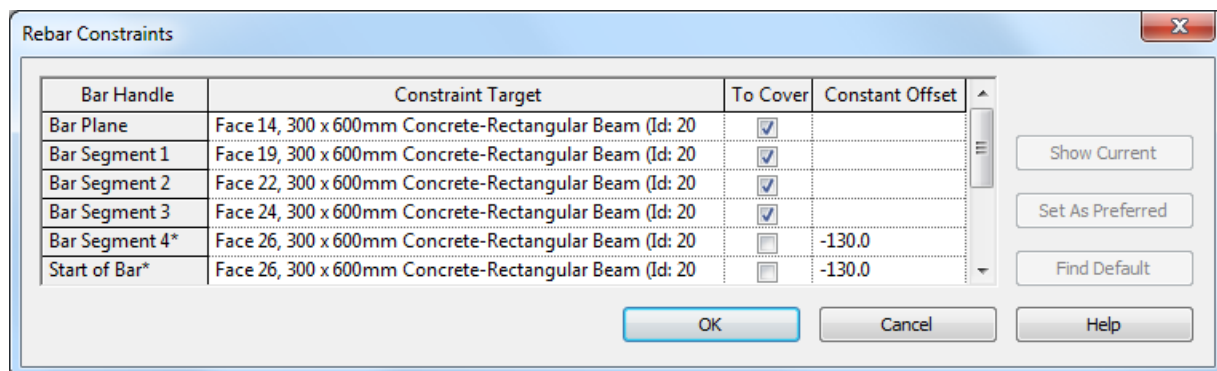 Rebar Constraints
Bar Handle Constraint Target To Cover Constant Offset
Bar Plane Face 14, 300 x 600mm Concrete-Rectangular Beam (Id: 20
Bar Segment 1 Face 19, 300 x 600mm Concrete-Rectangular Beam (Id: 20
Bar Segment 2 Face 22, 300 x 600mm Concrete-Rectangular Beam (Id: 20
Bar Segment 3 Face 24, 300 x 600mm Concrete-Rectangular Beam (Id: 20
Bar Segment 4* Face 26, 300 x 600mm Concrete-Rectangular Beam (Id: 20 -130.0
Start of Bar* Face 26, 300 x 600mm Concrete-Rectangular Beam (Id: 20 -130.0
Show Current
Set As Preferred
Find Default
OK Cancel Help